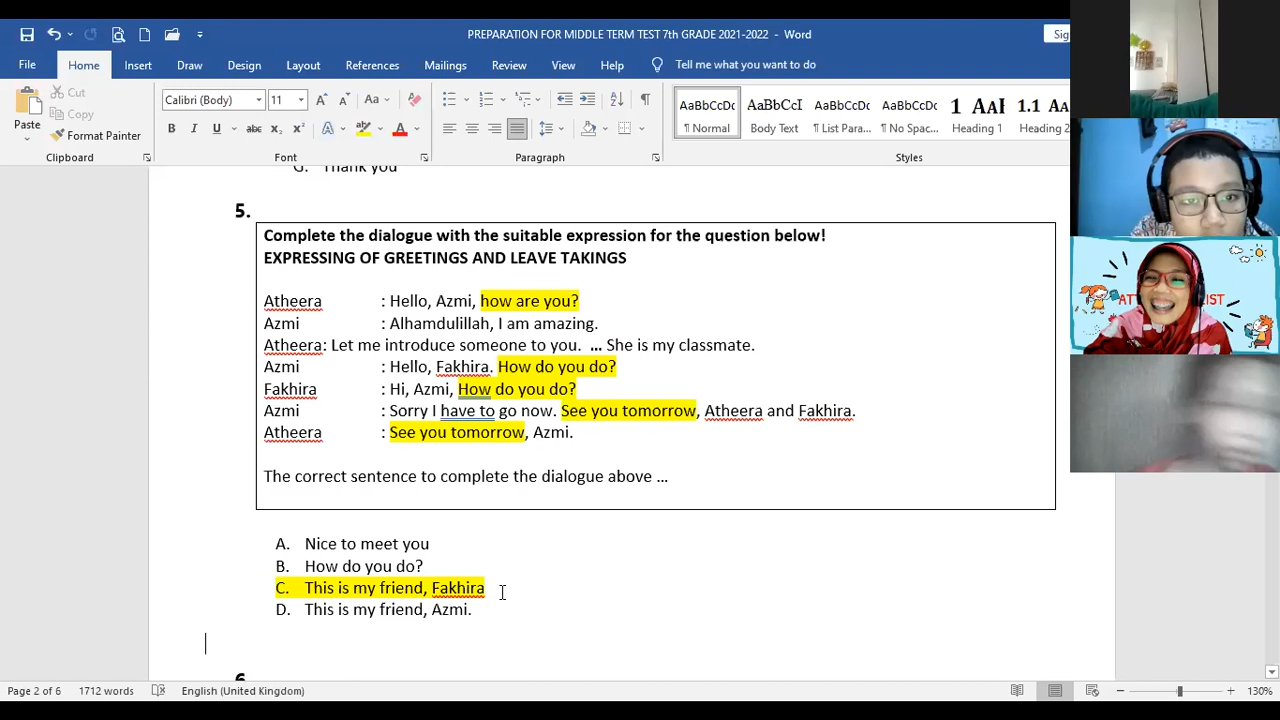 PREPARATION FOR MIDDLE TERM TEST 7th GRADE 2021-2022 - Word
File Home Insert Draw Design Layout References Mailings Review View Help Tell me what you want to do
Paste
Cut
Copy
Format Painter
Clipboard
Calibri (Body) 11
Font
Paragraph
AaBbCcDc AaBbCcI AaBbCcDc AaBbCcDc 1 AaB 1.1 AaBbCcDc
¶ Normal Body Text ¶ List Para... ¶ No Spac... Heading 1 Heading 2
Styles
G. Thank you
5.
Complete the dialogue with the suitable expression for the question below!
EXPRESSING OF GREETINGS AND LEAVE TAKINGS
Atheera : Hello, Azmi, how are you?
Azmi : Alhamdulillah, I am amazing.
Atheera: Let me introduce someone to you. ... She is my classmate.
Azmi : Hello, Fakhira. How do you do?
Fakhira : Hi, Azmi, How do you do?
Azmi : Sorry I have to go now. See you tomorrow, Atheera and Fakhira.
Atheera : See you tomorrow, Azmi.
The correct sentence to complete the dialogue above ...
A. Nice to meet you
B. How do you do?
C. This is my friend, Fakhira
D. This is my friend, Azmi.
Page 2 of 6 1712 words English (United Kingdom) 130%